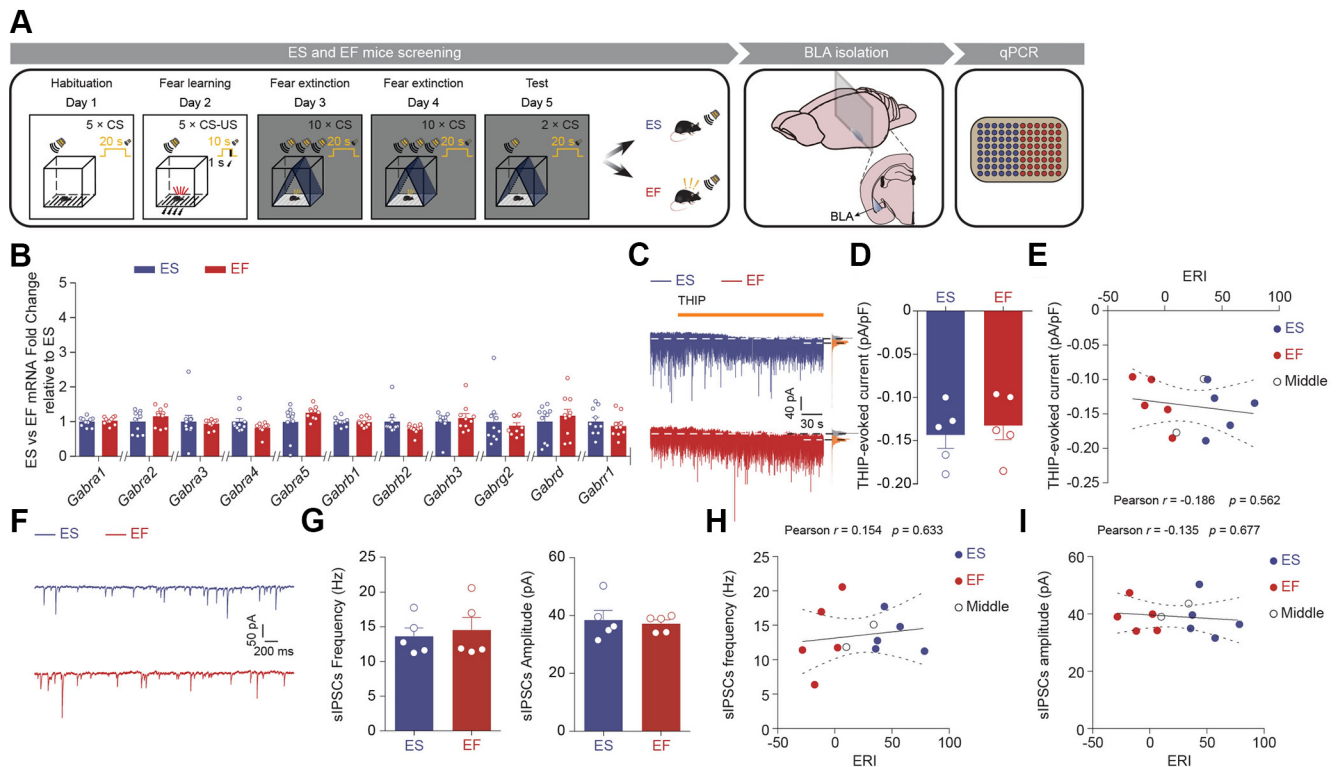 A
ES and EF mice screening
BLA isolation
qPCR
Habituation
Day 1
Fear learning
Day 2
Fear extinction
Day 3
Fear extinction
Day 4
Test
Day 5
5 × CS
20 s
5 × CS-US
10 s
1 s
10 × CS
20 s
10 × CS
20 s
2 × CS
20 s
ES
EF
BLA
B
ES EF
ES vs EF mRNA Fold Change
relative to ES
5
4
3
2
1
0
Gabra1 Gabra2 Gabra3 Gabra4 Gabra5 Gabrb1 Gabrb2 Gabrb3 Gabrg2 Gabrd Gabrr1
C
ES EF
THIP
40 pA
30 s
D
ES EF
THIP-evoked current (pA/pF)
0
-0.05
-0.10
-0.15
-0.20
E
ERI
-50 0 50 100
THIP-evoked current (pA/pF)
0
-0.05
-0.10
-0.15
-0.20
-0.25
ES
EF
Middle
Pearson r = -0.186 p = 0.562
F
ES EF
50 pA
200 ms
G
sIPSCs Frequency (Hz)
25
20
15
10
5
0
ES EF
sIPSCs Amplitude (pA)
60
40
20
0
ES EF
H
Pearson r = 0.154 p = 0.633
sIPSCs frequency (Hz)
25
20
15
10
5
0
-50 0 50 100
ERI
ES
EF
Middle
I
Pearson r = -0.135 p = 0.677
sIPSCs amplitude (pA)
60
40
20
0
-50 0 50 100
ERI
ES
EF
Middle